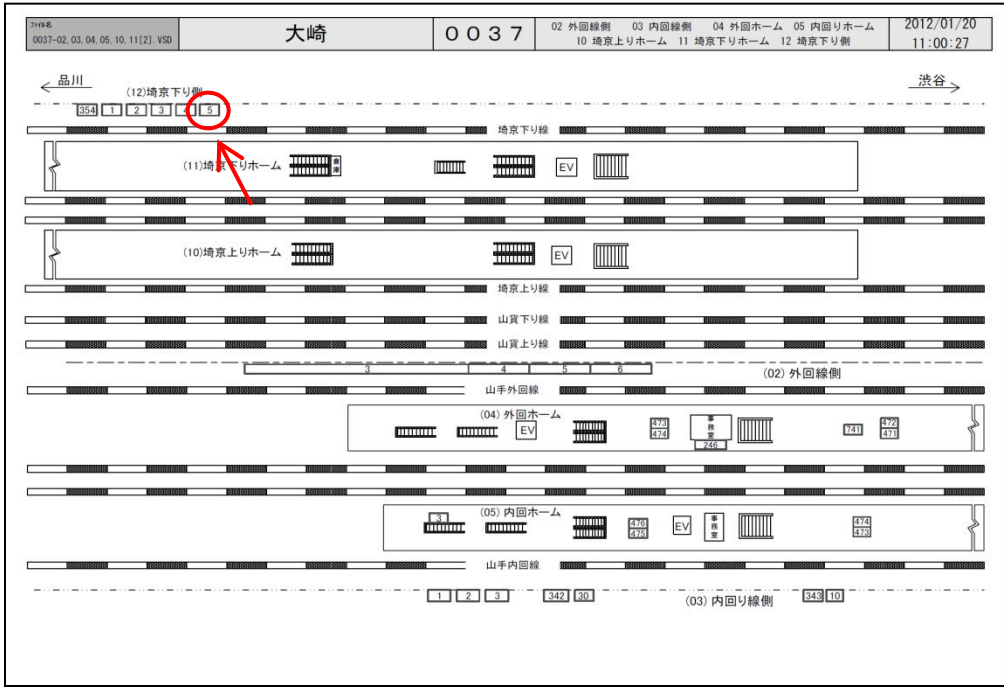 ファイル名
0037-02, 03, 04, 05, 10, 11[2]. VSD
大崎
0037
02 外回線側 03 内回線側 04 外回ホーム 05 内回りホーム
10 埼京上りホーム 11 埼京下りホーム 12 埼京下り側
2012/01/20
11:00:27
品川
渋谷
(12)埼京下り側
354 1 2 3 4 5
埼京下り線
(11)埼京下りホーム
倉庫
EV
(10)埼京上りホーム
EV
埼京上り線
山貨下り線
山貨上り線
3 4 5 6
(02) 外回線側
山手外回線
(04) 外回ホーム
EV
473
474
事務室
246
741
472
471
(05) 内回ホーム
3
476
475
EV
事務室
474
473
山手内回線
1 2 3 342 30
(03) 内回り線側
343 10